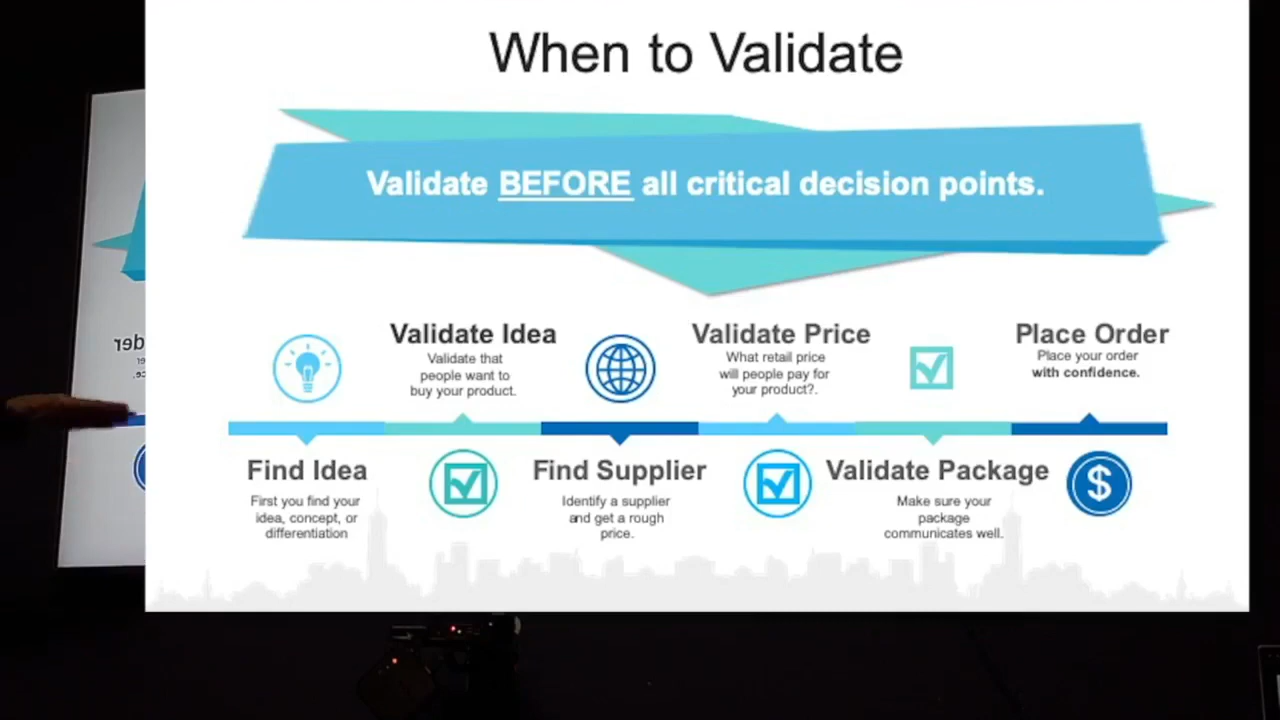 When to Validate
Validate BEFORE all critical decision points.
Validate Idea
Validate that
people want to
buy your product.
Validate Price
What retail price
will people pay for
your product?.
Place Order
Place your order
with confidence.
Find Idea
First you find your
idea, concept, or
differentiation
Find Supplier
Identify a supplier
and get a rough
price.
Validate Package
Make sure your
package
communicates well.
$